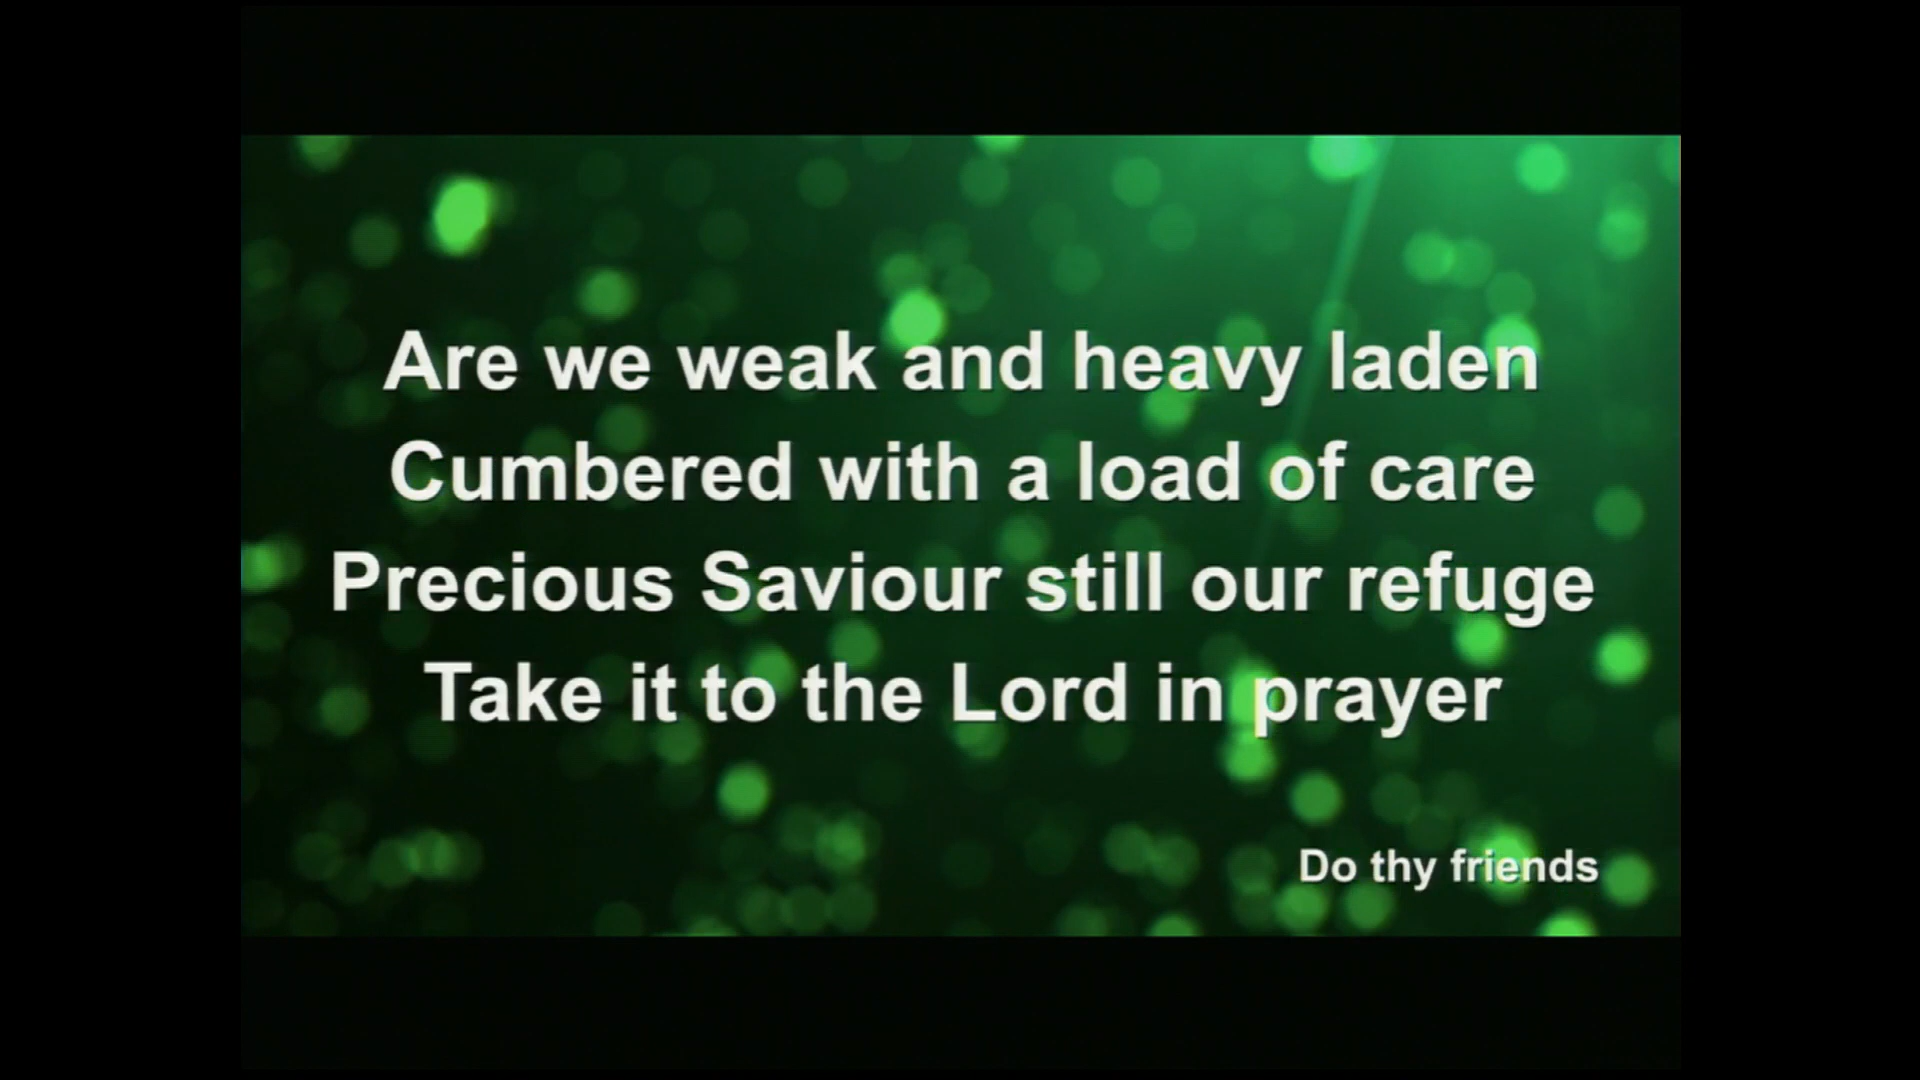 Are we weak and heavy laden
Cumbered with a load of care
Precious Saviour still our refuge
Take it to the Lord in prayer
Do thy friends